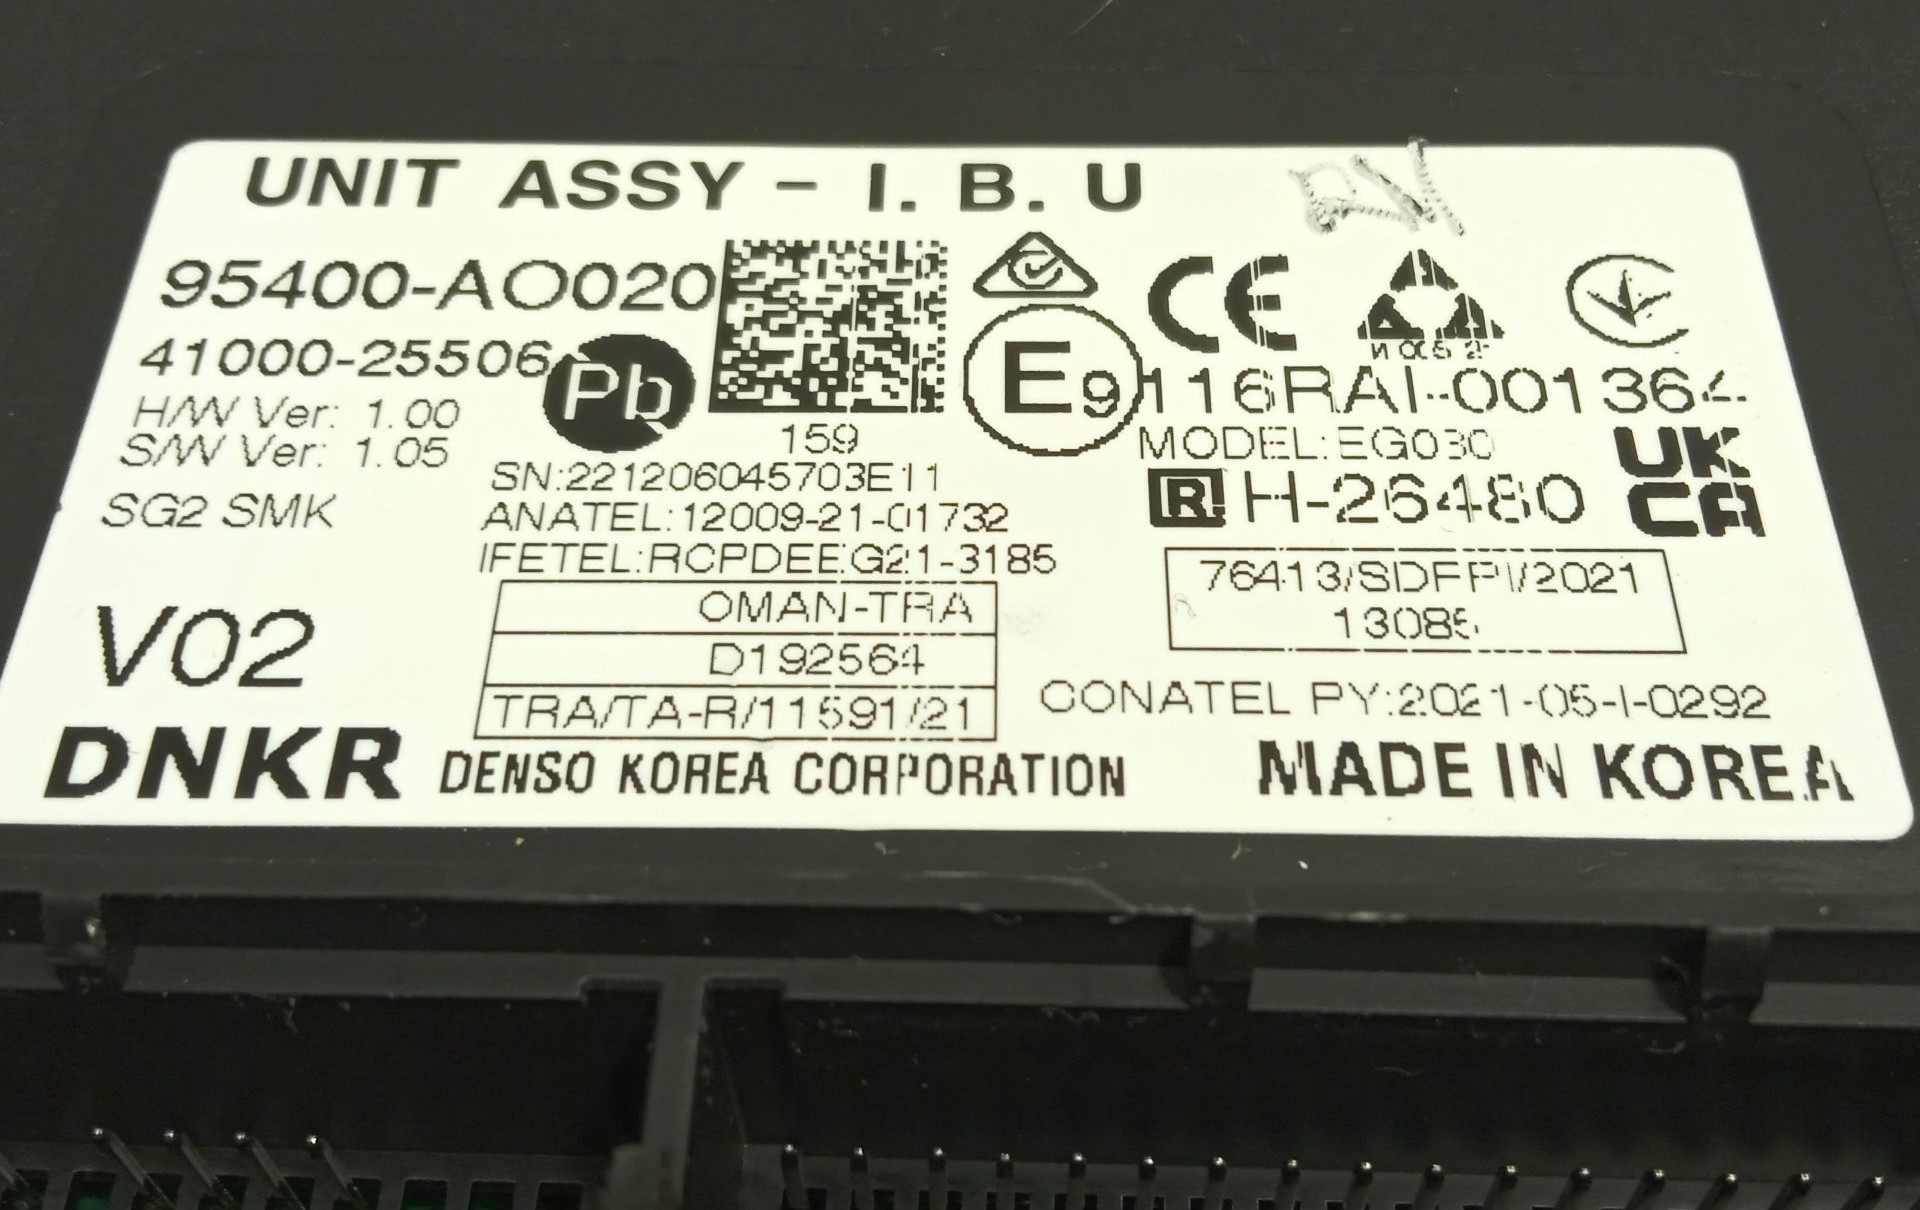 UNIT ASSY - I. B. U
95400-AO020
41000-25506
Pb
H/W Ver: 1.00
S/W Ver: 1.05
SG2 SMK
V02
DNKR
159
SN:221206045703E11
ANATEL:12009-21-01732
IFETEL:RCPDEEG21-3185
OMAN-TRA
D192564
TRA/TA-R/11591/21
DENSO KOREA CORPORATION
CE
E9
116RAI-001364
MODEL:EG030
UK
CA
R H-26480
76413/SDFPI/2021
13085
CONATEL PY:2021-05-I-0292
MADE IN KOREA